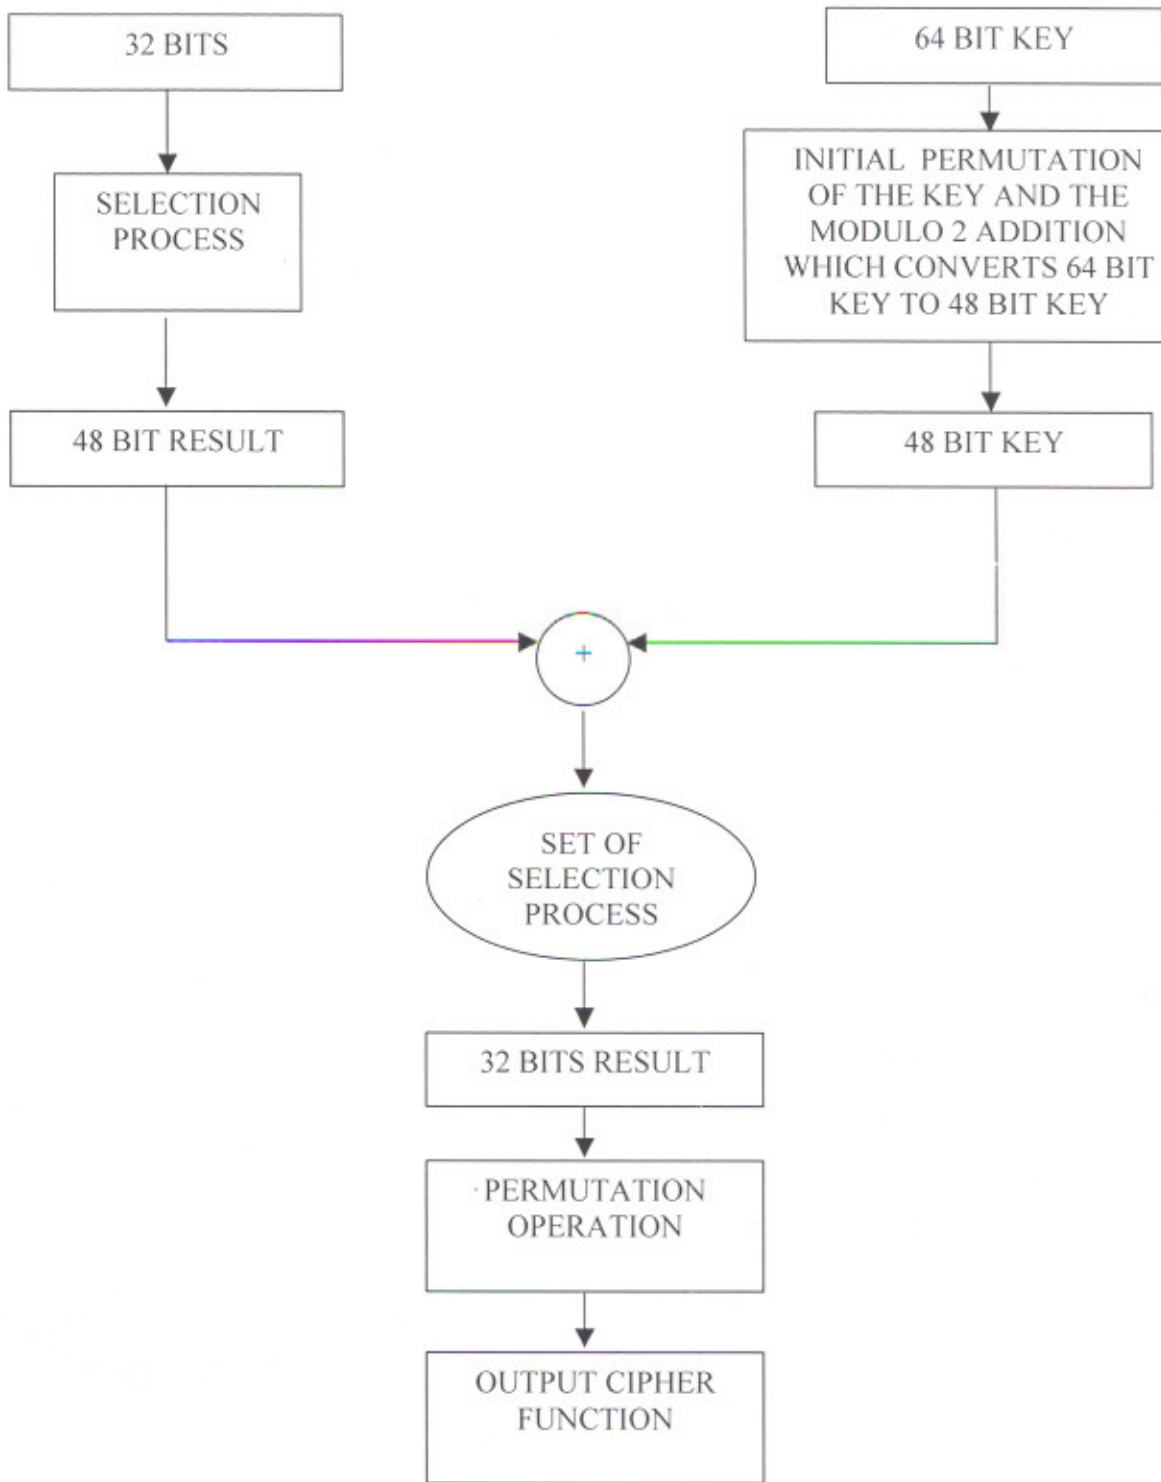 32 BITS
64 BIT KEY
SELECTION
PROCESS
INITIAL PERMUTATION
OF THE KEY AND THE
MODULO 2 ADDITION
WHICH CONVERTS 64 BIT
KEY TO 48 BIT KEY
48 BIT RESULT
48 BIT KEY
+
SET OF
SELECTION
PROCESS
32 BITS RESULT
PERMUTATION
OPERATION
OUTPUT CIPHER
FUNCTION